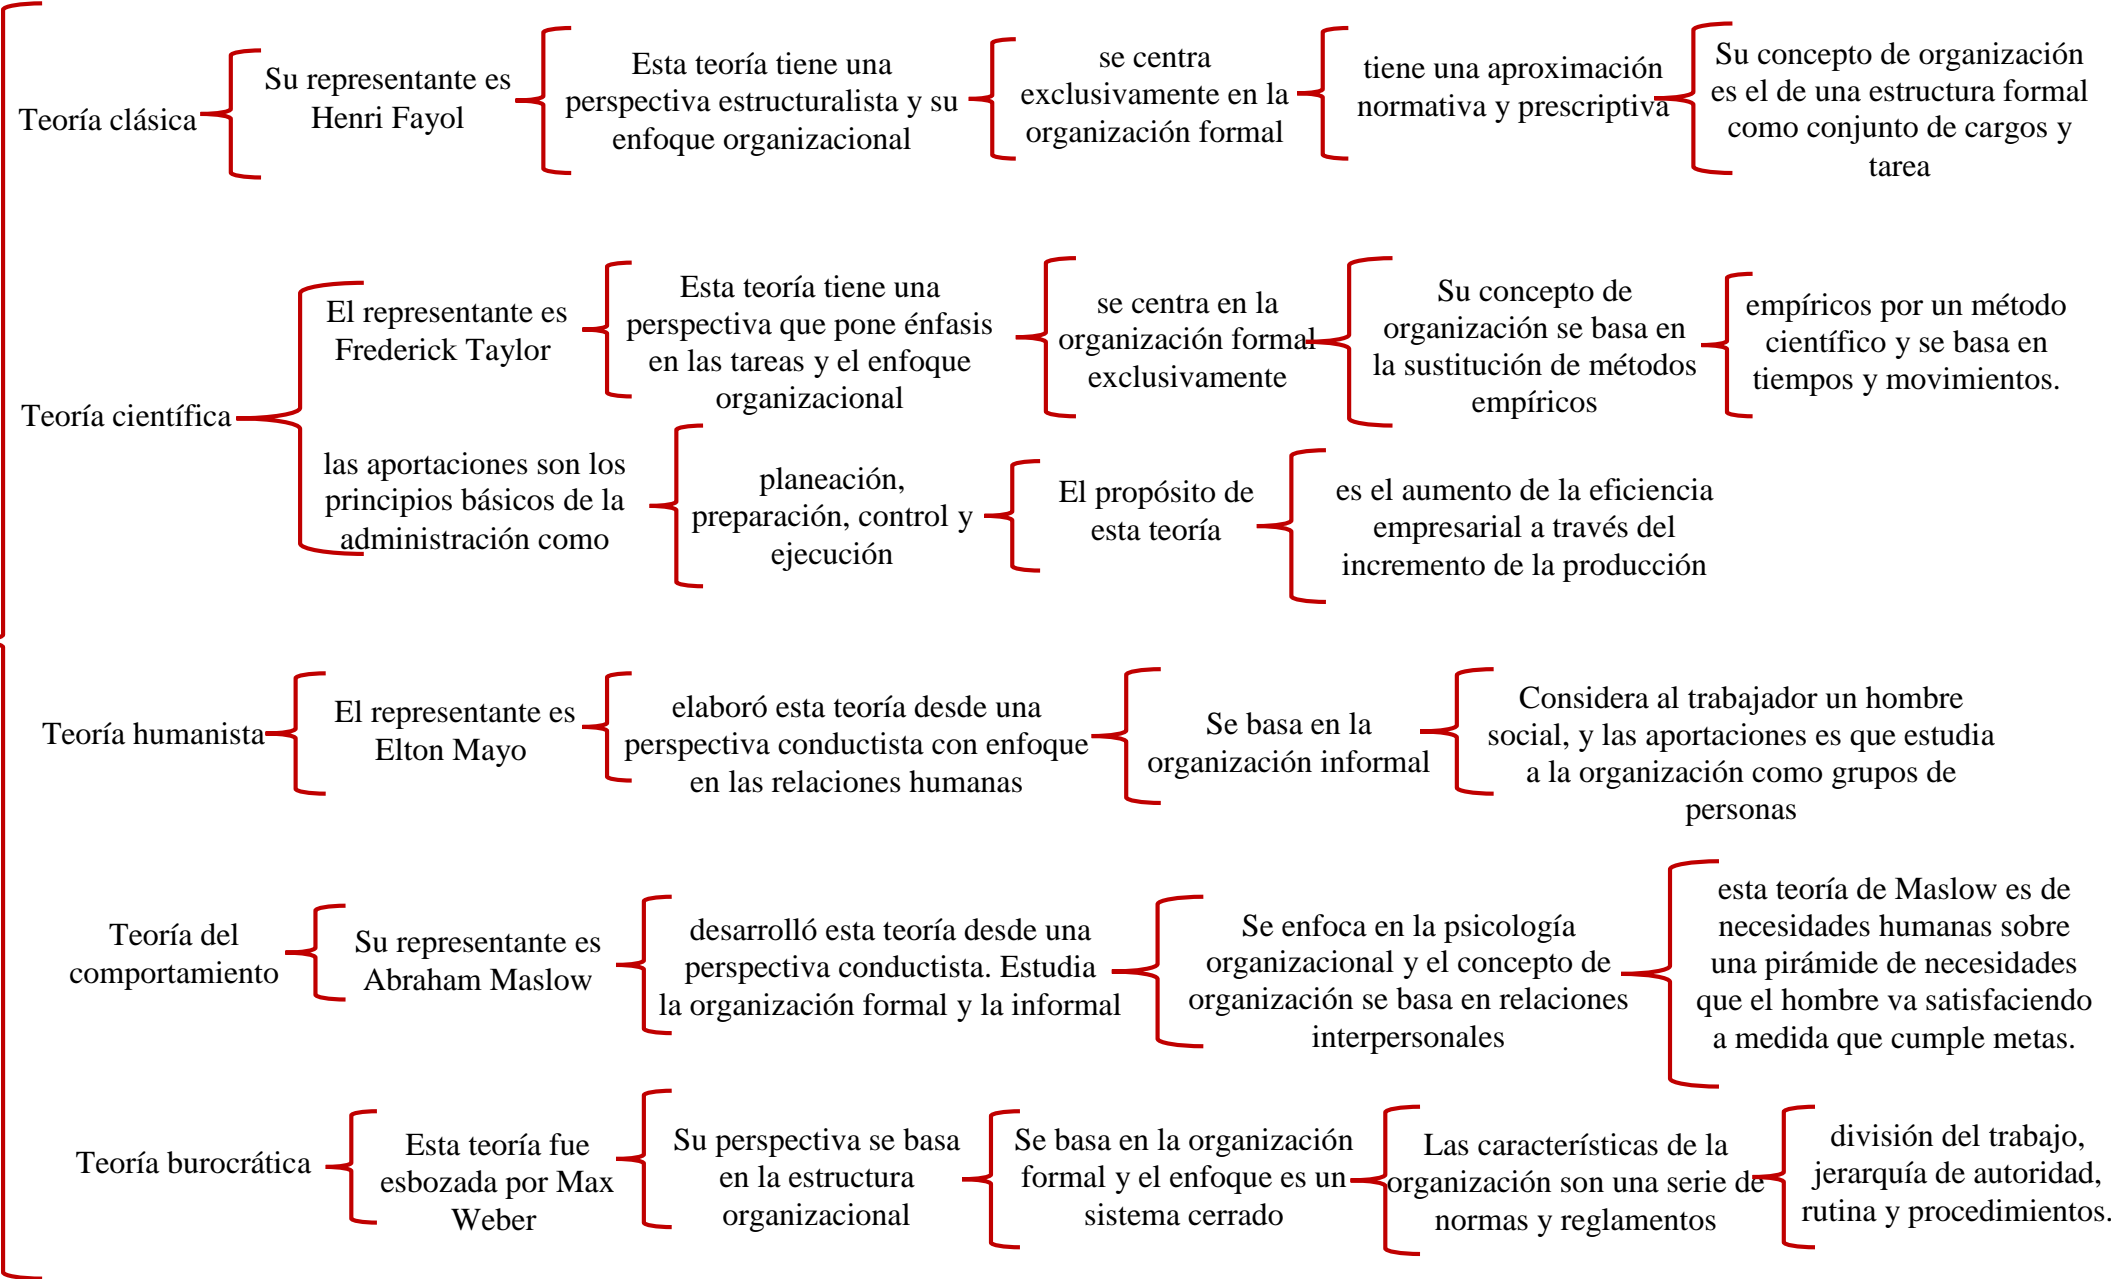 Teoría clásica
Su representante es
Henri Fayol
Esta teoría tiene una
perspectiva estructuralista y su
enfoque organizacional
se centra
exclusivamente en la
organización formal
tiene una aproximación
normativa y prescriptiva
Su concepto de organización
es el de una estructura formal
como conjunto de cargos y
tarea
Teoría científica
El representante es
Frederick Taylor
Esta teoría tiene una
perspectiva que pone énfasis
en las tareas y el enfoque
organizacional
se centra en la
organización formal
exclusivamente
Su concepto de
organización se basa en
la sustitución de métodos
empíricos
empíricos por un método
científico y se basa en
tiempos y movimientos.
las aportaciones son los
principios básicos de la
administración como
planeación,
preparación, control y
ejecución
El propósito de
esta teoría
es el aumento de la eficiencia
empresarial a través del
incremento de la producción
Teoría humanista
El representante es
Elton Mayo
elaboró esta teoría desde una
perspectiva conductista con enfoque
en las relaciones humanas
Se basa en la
organización informal
Considera al trabajador un hombre
social, y las aportaciones es que estudia
a la organización como grupos de
personas
Teoría del
comportamiento
Su representante es
Abraham Maslow
desarrolló esta teoría desde una
perspectiva conductista. Estudia
la organización formal y la informal
Se enfoca en la psicología
organizacional y el concepto de
organización se basa en relaciones
interpersonales
esta teoría de Maslow es de
necesidades humanas sobre
una pirámide de necesidades
que el hombre va satisfaciendo
a medida que cumple metas.
Teoría burocrática
Esta teoría fue
esbozada por Max
Weber
Su perspectiva se basa
en la estructura
organizacional
Se basa en la organización
formal y el enfoque es un
sistema cerrado
Las características de la
organización son una serie de
normas y reglamentos
división del trabajo,
jerarquía de autoridad,
rutina y procedimientos.